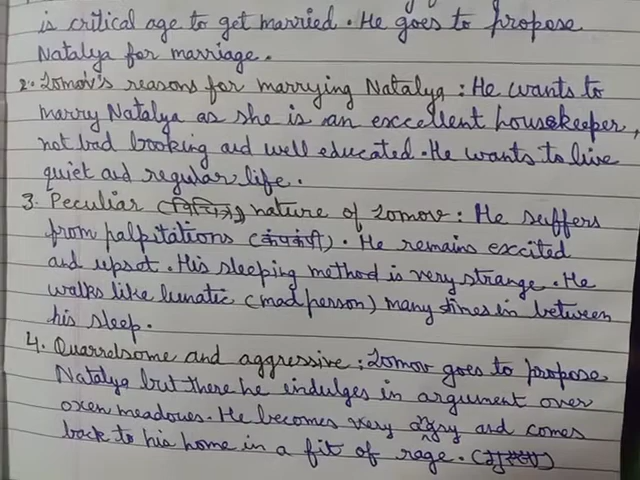 is critical age to get married. He goes to propose
Natalya for marriage.
2. Lomov's reasons for marrying Natalya : He wants to
marry Natalya as she is an excellent housekeeper,
not bad looking and well educated. He wants to live
quiet and regular life.
3. Peculiar (विचित्र) nature of Lomov : He suffers
from palpitations (कंपकंपी). He remains excited
and upset. His sleeping method is very strange. He
walks like lunatic (mad person) many times in between
his sleep.
4. Quarrelsome and aggressive : Lomov goes to propose
Natalya but there he indulges in argument over
oxen meadows. He becomes very angry and comes
back to his home in a fit of rage. (गुस्सा)